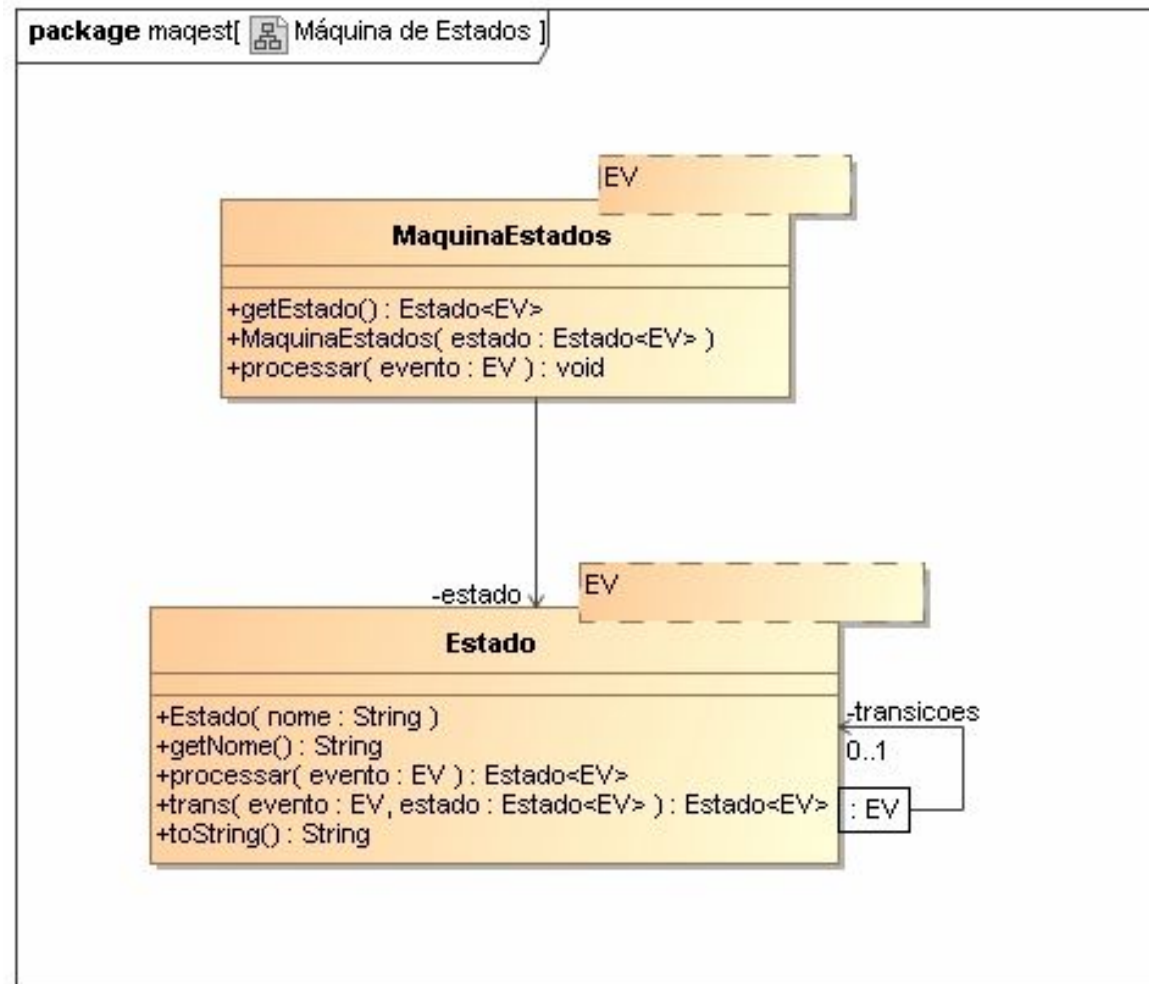 package maqest[ Máquina de Estados ]
EV
MaquinaEstados
+getEstado() : Estado<EV>
+MaquinaEstados( estado : Estado<EV> )
+processar( evento : EV ) : void
-estado
EV
Estado
+Estado( nome : String )
+getNome() : String
+processar( evento : EV ) : Estado<EV>
+trans( evento : EV, estado : Estado<EV> ) : Estado<EV>
+toString() : String
-transicoes
0..1
: EV